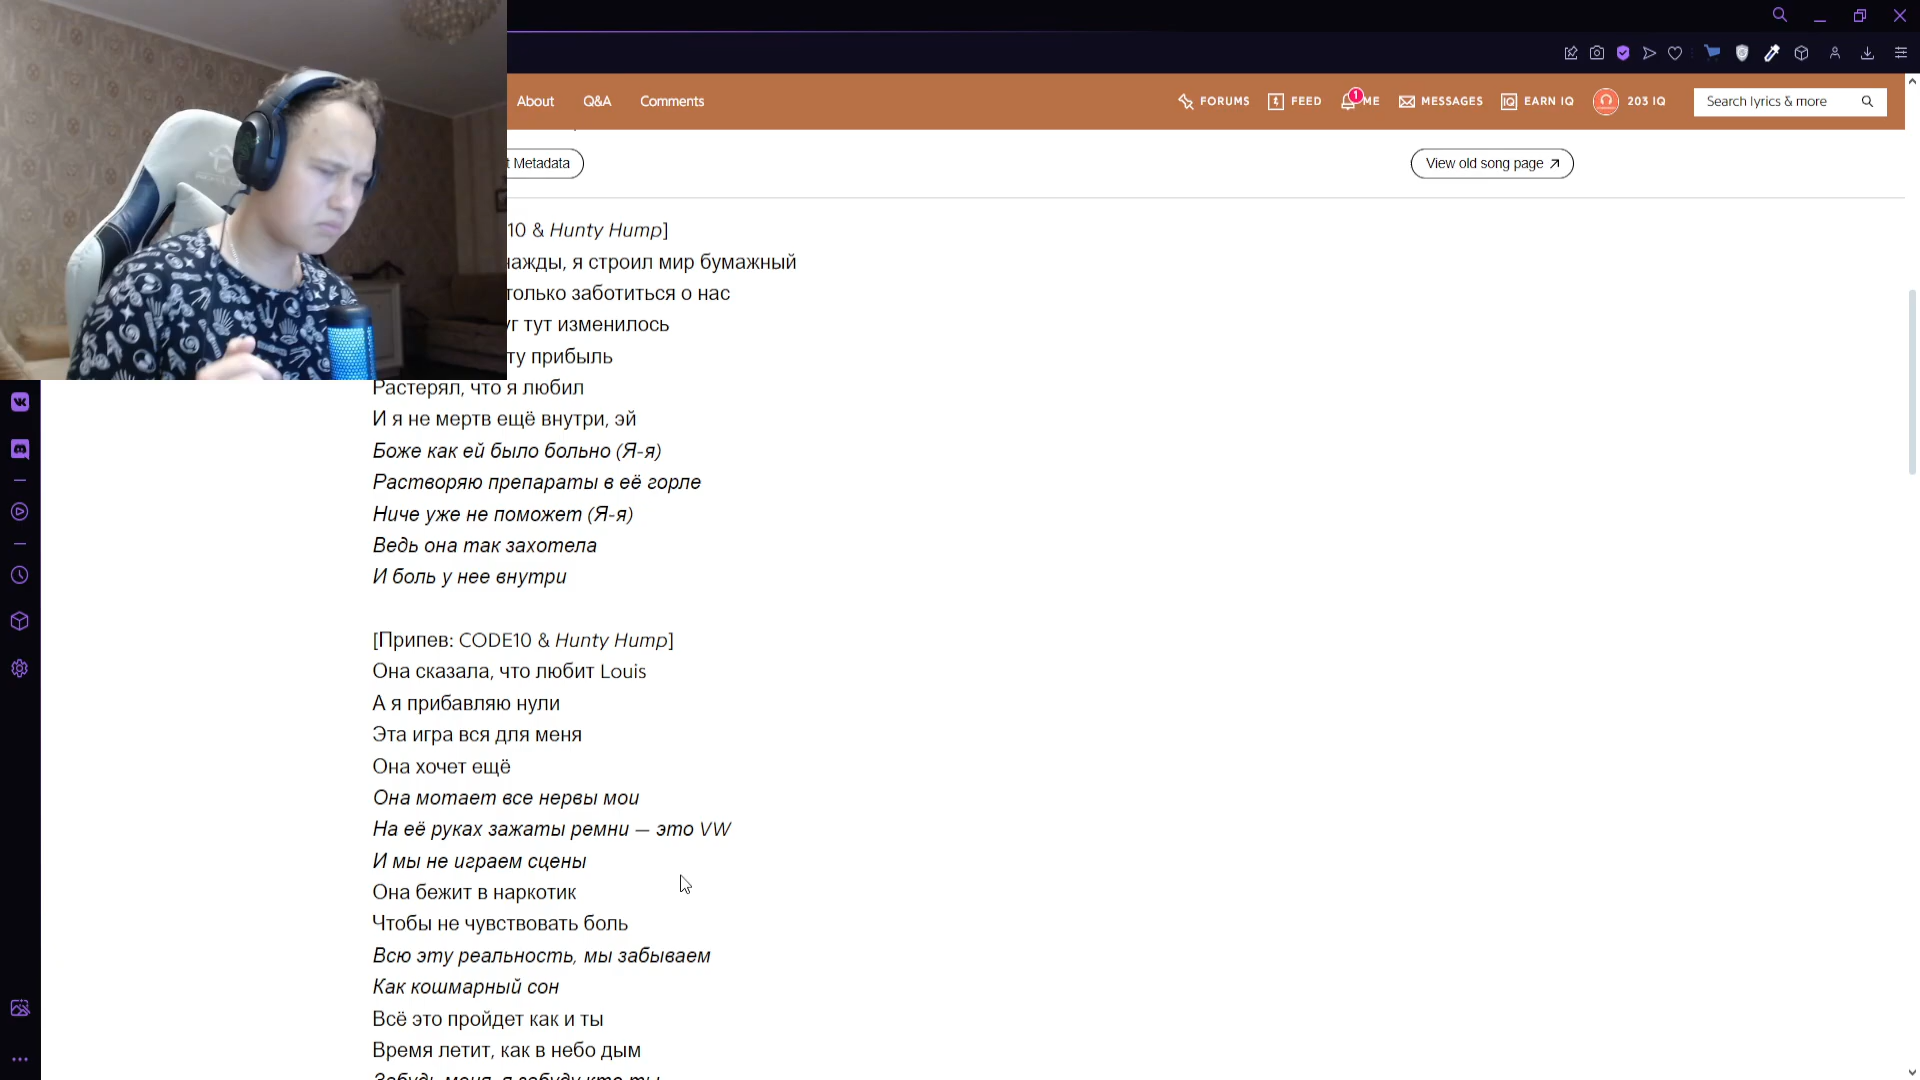 About Q&A Comments FORUMS FEED 1 ME MESSAGES EARN IQ 203 IQ Search lyrics & more
Metadata View old song page
10 & Hunty Hump]
я строил мир бумажный
только заботиться о нас
тут изменилось
прибыль
Растерял, что я любил
И я не мертв ещё внутри, эй
Боже как ей было больно (Я-я)
Растворяю препараты в её горле
Ниче уже не поможет (Я-я)
Ведь она так захотела
И боль у нее внутри
[Припев: CODE10 & Hunty Hump]
Она сказала, что любит Louis
А я прибавляю нули
Эта игра вся для меня
Она хочет ещё
Она мотает все нервы мои
На её руках зажаты ремни — это VW
И мы не играем сцены
Она бежит в наркотик
Чтобы не чувствовать боль
Всю эту реальность, мы забываем
Как кошмарный сон
Всё это пройдет как и ты
Время летит, как в небо дым
Забудь меня, я забуду кто ты